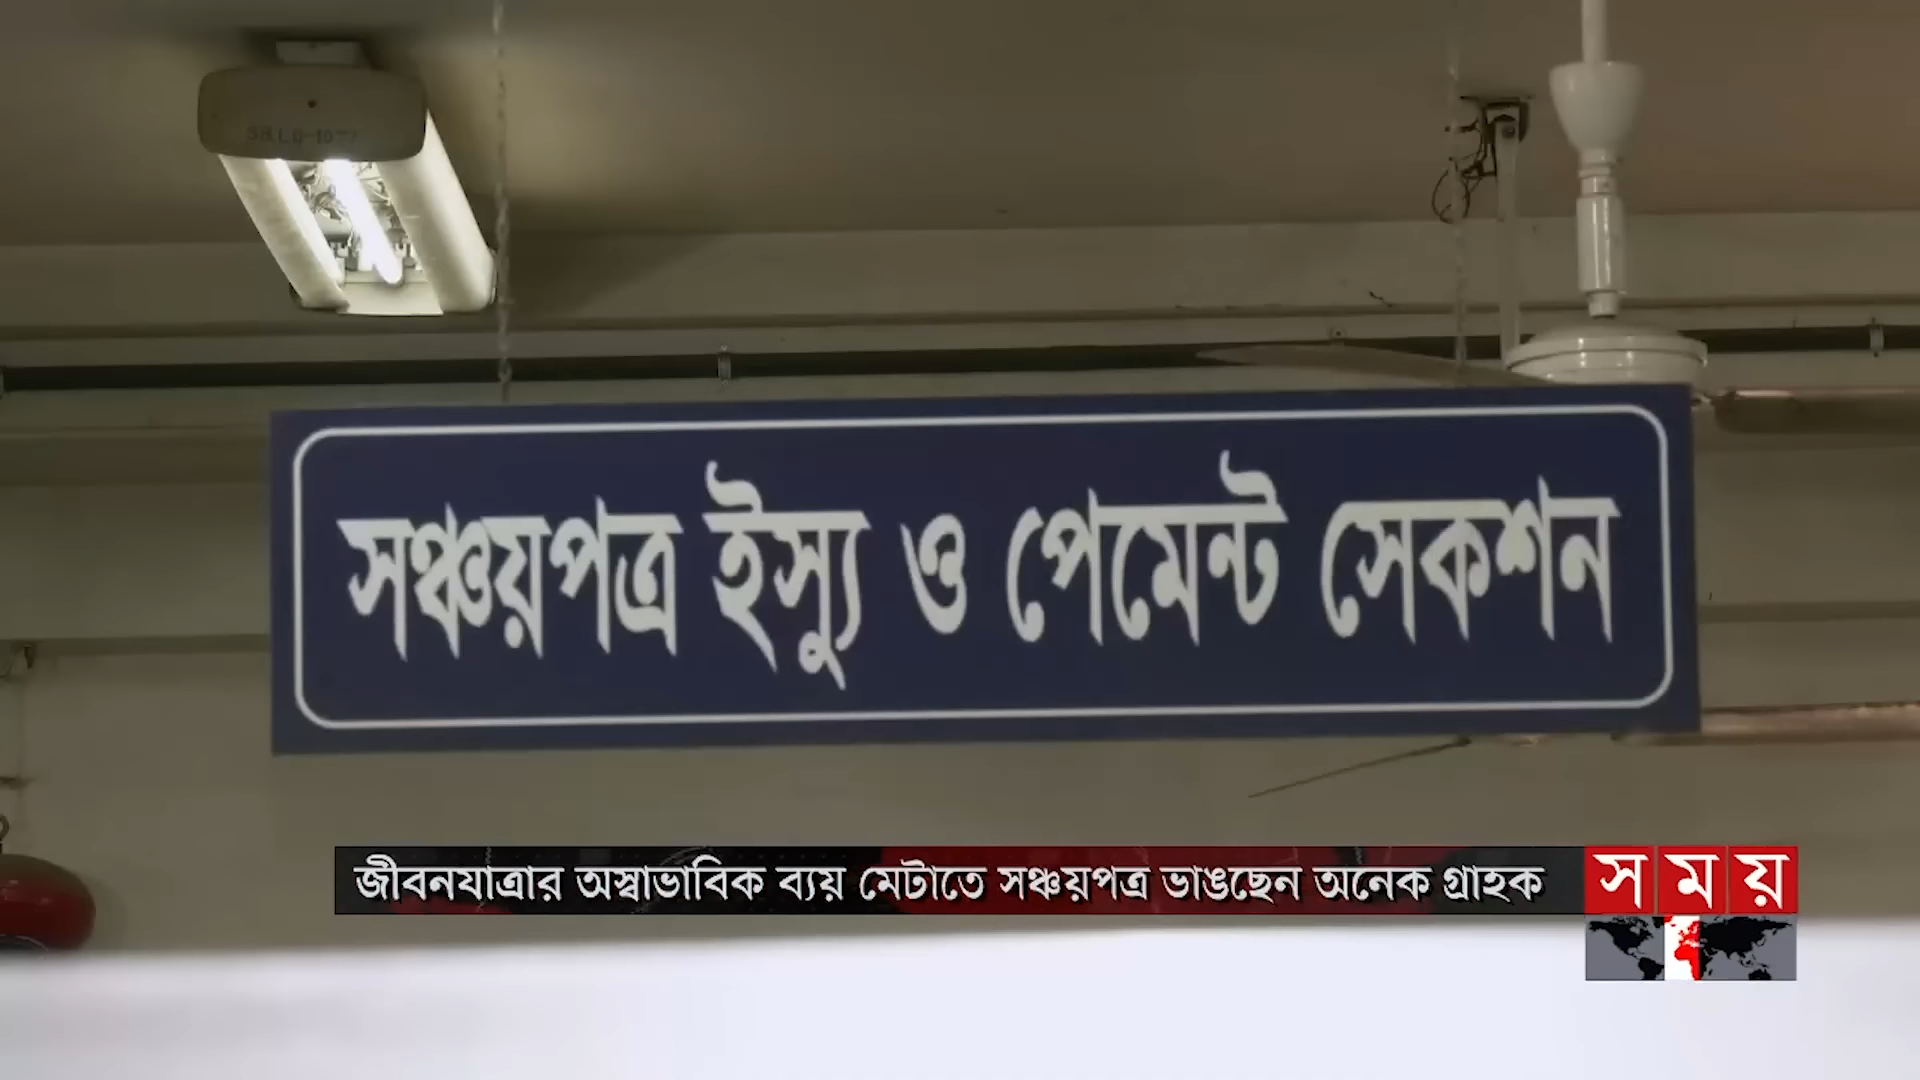 সঞ্চয়পত্র ইস্যু ও পেমেন্ট সেকশন
জীবনযাত্রার অস্বাভাবিক ব্যয় মেটাতে সঞ্চয়পত্র ভাঙছেন অনেক গ্রাহক
সময়